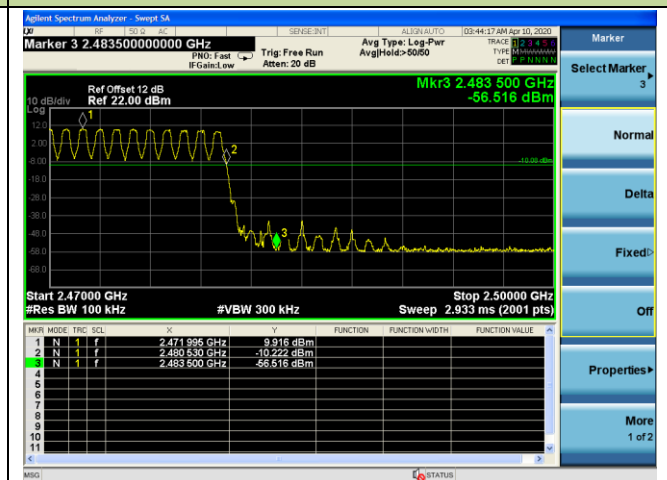 Agilent Spectrum Analyzer - Swept SA
RF 50 Ω AC SENSE:INT ALIGN AUTO 03:44:17 AM Apr 10, 2020
Marker 3 2.483500000000 GHz
PNO: Fast
IFGain:Low
Trig: Free Run
Atten: 20 dB
Avg Type: Log-Pwr
Avg|Hold:>50/50
TRACE 1 2 3 4 5 6
TYPE
DET P P N N N N
Ref Offset 12 dB
Ref 22.00 dBm
10 dB/div
Log
Mkr3 2.483 500 GHz
-56.516 dBm
12.0
2.00
-8.00
-18.0
-28.0
-38.0
-48.0
-58.0
-68.0
1
2
3
-10.00 dBm
Start 2.47000 GHz
Stop 2.50000 GHz
#Res BW 100 kHz
#VBW 300 kHz
Sweep 2.933 ms (2001 pts)
MKR MODE TRC SCL X Y FUNCTION FUNCTION WIDTH FUNCTION VALUE
1 N 1 f 2.471 995 GHz 9.916 dBm
2 N 1 f 2.480 530 GHz -10.222 dBm
3 N 1 f 2.483 500 GHz -56.516 dBm
4
5
6
7
8
9
10
11
MSG
STATUS
Marker
Select Marker
3
Normal
Delta
Fixed
Off
Properties
More
1 of 2